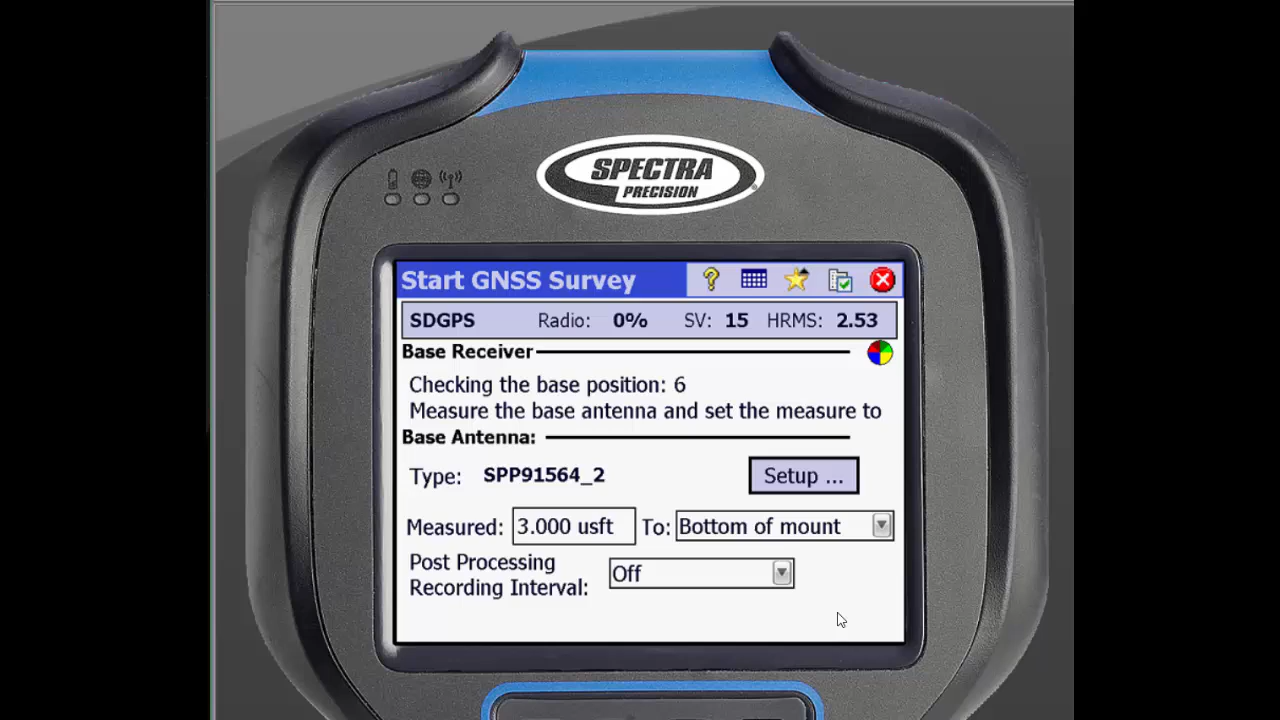 SPECTRA
PRECISION
Start GNSS Survey
SDGPS Radio: 0% SV: 15 HRMS: 2.53
Base Receiver
Checking the base position: 6
Measure the base antenna and set the measure to
Base Antenna:
Type: SPP91564_2 Setup ...
Measured: 3.000 usft To: Bottom of mount
Post Processing
Recording Interval: Off